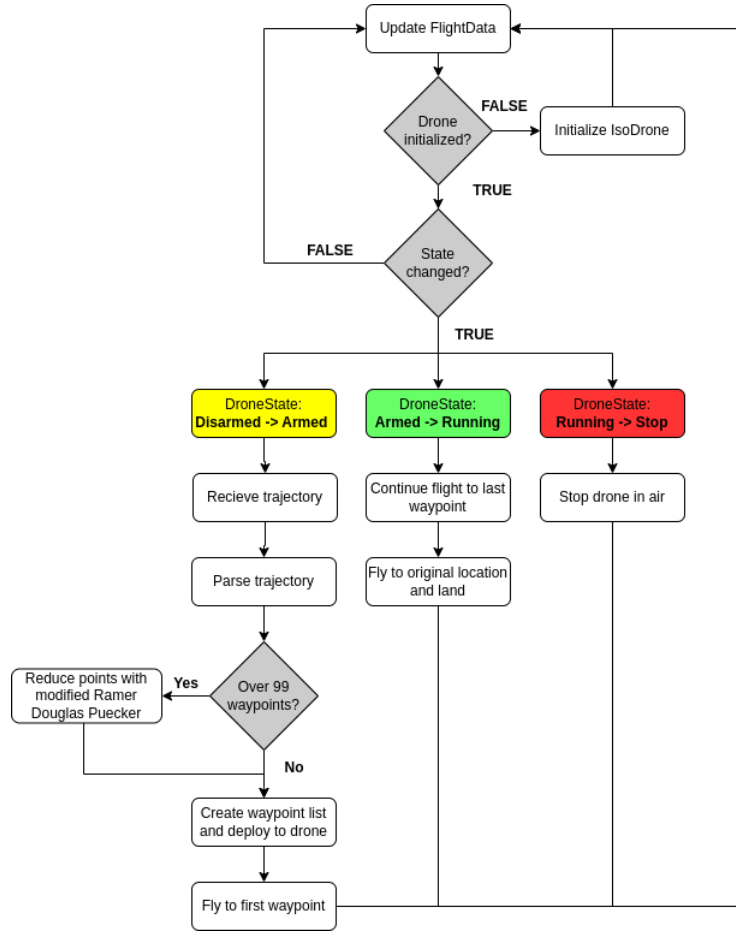 Update FlightData
FALSE
Drone
initialized?
Initialize IsoDrone
TRUE
FALSE
State
changed?
TRUE
DroneState:
Disarmed -> Armed
DroneState:
Armed -> Running
DroneState:
Running -> Stop
Recieve trajectory
Continue flight to last
waypoint
Stop drone in air
Parse trajectory
Fly to original location
and land
Reduce points with
modified Ramer
Douglas Puecker
Yes
Over 99
waypoints?
No
Create waypoint list
and deploy to drone
Fly to first waypoint